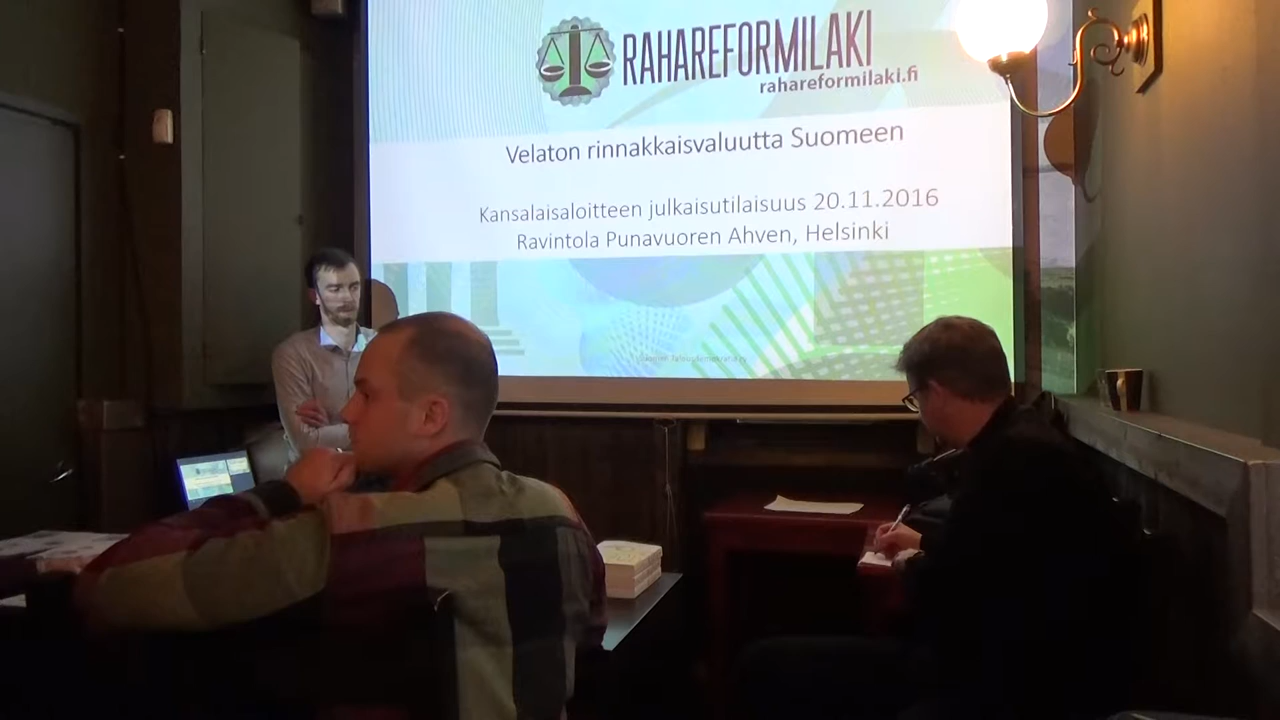 RAHAREFORMILAKI
rahareformilaki.fi
Velaton rinnakkaisvaluutta Suomeen
Kansalaisaloitteen julkaisutilaisuus 20.11.2016
Ravintola Punavuoren Ahven, Helsinki